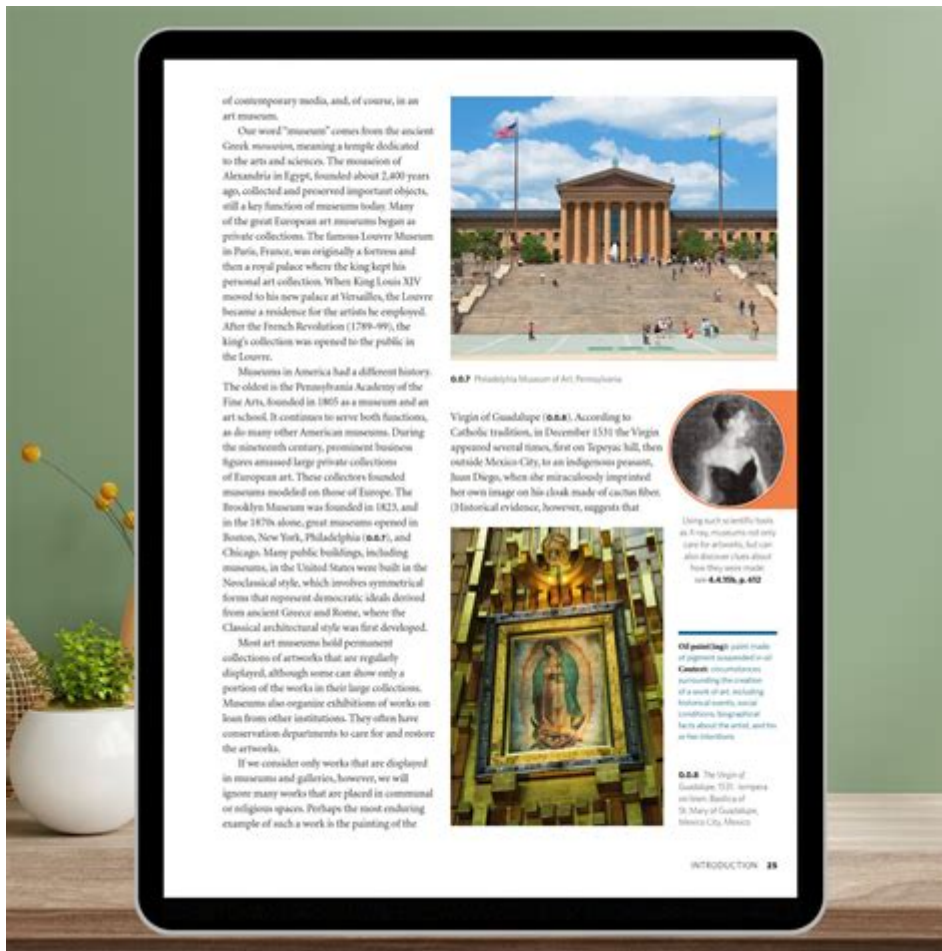 of contemporary media, and, of course, in an
art museum.
Our word "museum" comes from the ancient
Greek mouseion, meaning a temple dedicated
to the arts and sciences. The mouseion of
Alexandria in Egypt, founded about 2,400 years
ago, collected and preserved important objects,
still a key function of museums today. Many
of the great European art museums began as
private collections. The famous Louvre Museum
in Paris, France, was originally a fortress and
then a royal palace where the king kept his
personal art collection. When King Louis XIV
moved to his new palace at Versailles, the Louvre
became a residence for the artists he employed.
After the French Revolution (1789–99), the
king's collection was opened to the public in
the Louvre.
Museums in America had a different history.
The oldest is the Pennsylvania Academy of the
Fine Arts, founded in 1805 as a museum and an
art school. It continues to serve both functions,
as do many other American museums. During
the nineteenth century, prominent business
figures amassed large private collections
of European art. These collectors founded
museums modeled on those of Europe. The
Brooklyn Museum was founded in 1823, and
in the 1870s alone, great museums opened in
Boston, New York, Philadelphia (0.0.7), and
Chicago. Many public buildings, including
museums, in the United States were built in the
Neoclassical style, which involves symmetrical
forms that represent democratic ideals derived
from ancient Greece and Rome, where the
Classical architectural style was first developed.
Most art museums hold permanent
collections of artworks that are regularly
displayed, although some can show only a
portion of the works in their large collections.
Museums also organize exhibitions of works on
loan from other institutions. They often have
conservation departments to care for and restore
the artworks.
If we consider only works that are displayed
in museums and galleries, however, we will
ignore many works that are placed in communal
or religious spaces. Perhaps the most enduring
example of such a work is the painting of the
0.0.7 Philadelphia Museum of Art, Pennsylvania
Virgin of Guadalupe (0.0.8). According to
Catholic tradition, in December 1531 the Virgin
appeared several times, first on Tepeyac hill, then
outside Mexico City, to an indigenous peasant,
Juan Diego, when she miraculously imprinted
her own image on his cloak made of cactus fiber.
(Historical evidence, however, suggests that
Using such scientific tools
as X-ray, museums not only
care for artworks, but can
also discover clues about
how they were made:
see 4.4.15b, p. 412
Oil paint(ing): paint made
of pigment suspended in oil
Context: circumstances
surrounding the creation
of a work of art, including
historical events, social
conditions, biographical
facts about the artist, and his
or her intentions
0.0.8 The Virgin of
Guadalupe, 1531. Tempera
on linen. Basilica of
St. Mary of Guadalupe,
Mexico City, Mexico
INTRODUCTION 25